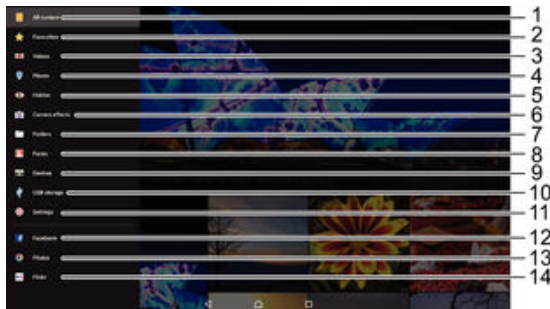 All content 1
Favourites 2
Videos 3
Places 4
Hidden 5
Camera effects 6
Folders 7
Faces 8
Devices 9
USB storage 10
Settings 11
Facebook 12
Photos 13
Flickr 14